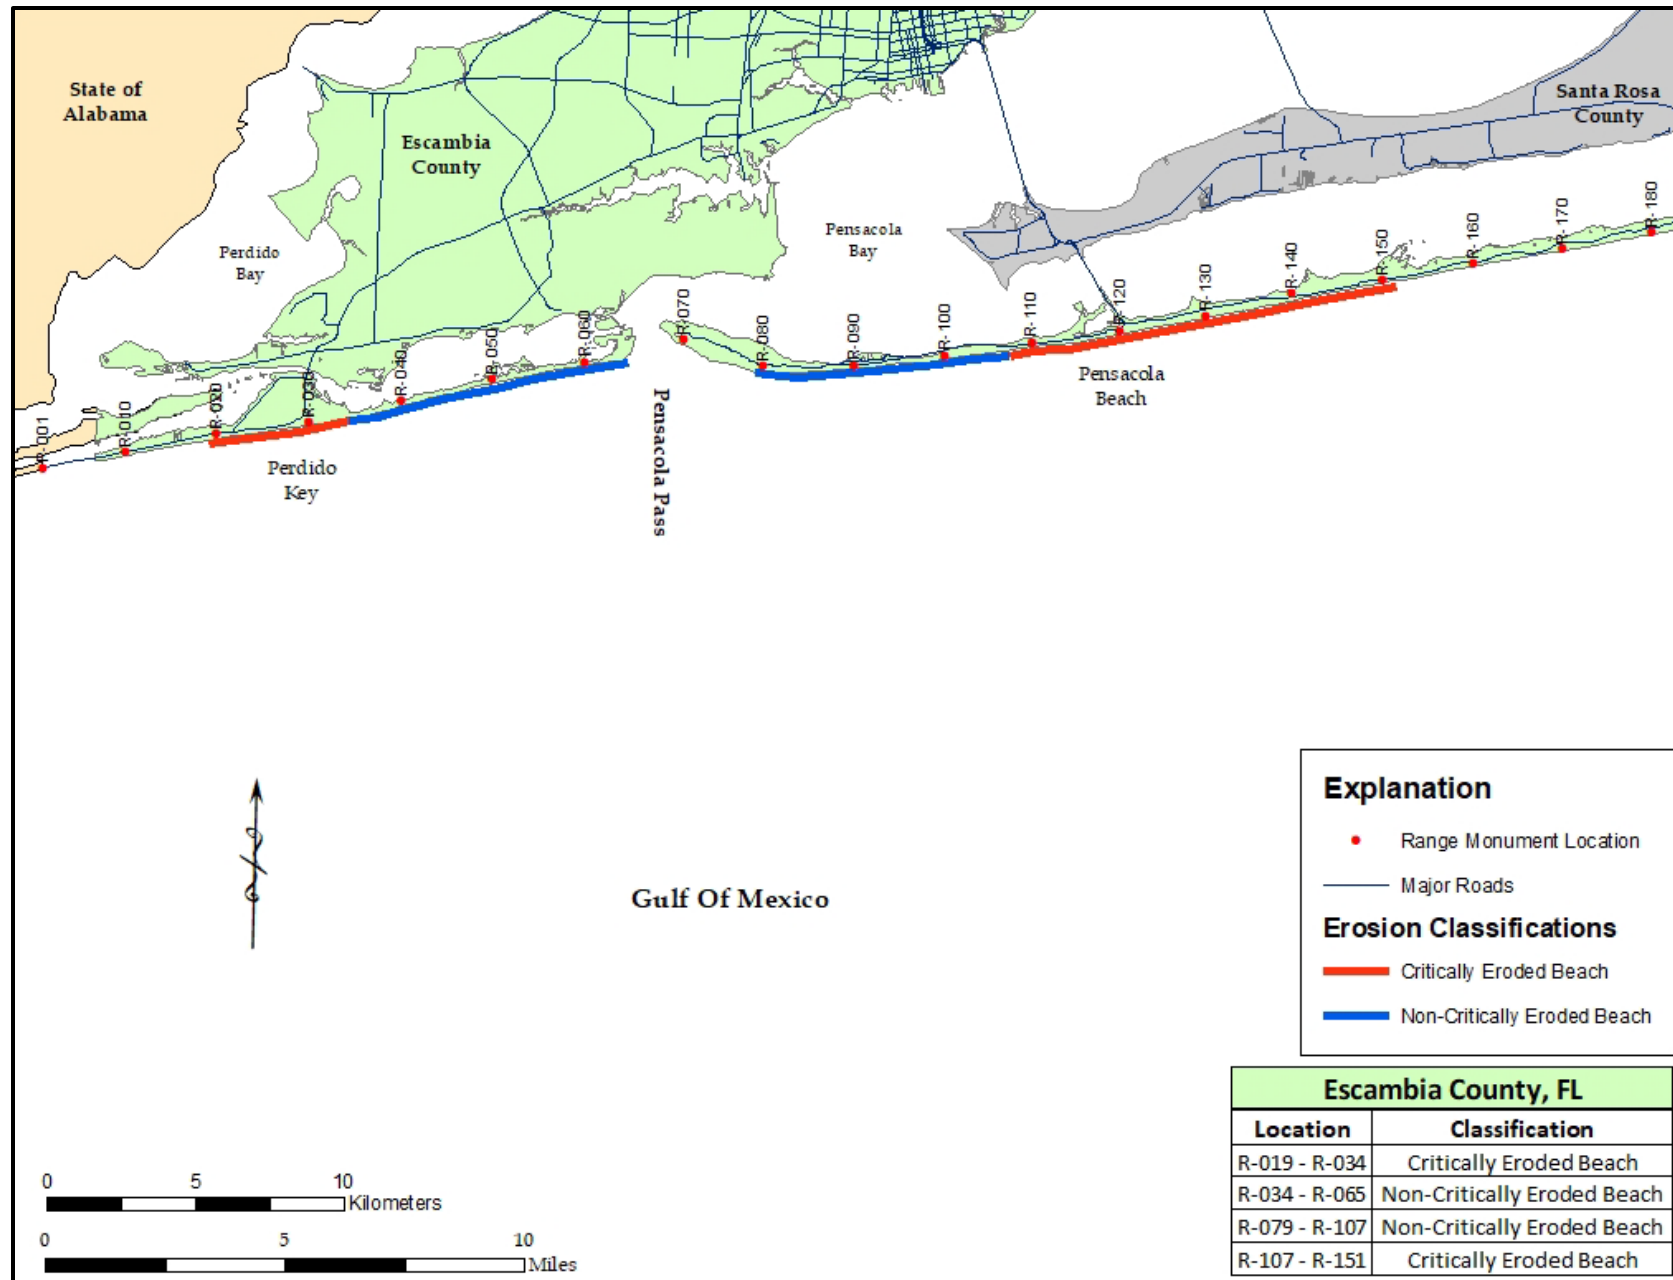 State of
Alabama
Escambia
County
Santa Rosa
County
Perdido
Bay
Pensacola
Bay
R-001
R-010
R-020
R-030
R-040
R-050
R-060
R-070
R-080
R-090
R-100
R-110
R-120
R-130
R-140
R-150
R-160
R-170
R-180
Perdido
Key
Pensacola Pass
Pensacola
Beach
Gulf Of Mexico
Explanation
Range Monument Location
Major Roads
Erosion Classifications
Critically Eroded Beach
Non-Critically Eroded Beach
Escambia County, FL
Location Classification
R-019 - R-034 Critically Eroded Beach
R-034 - R-065 Non-Critically Eroded Beach
R-079 - R-107 Non-Critically Eroded Beach
R-107 - R-151 Critically Eroded Beach
0 5 10
Kilometers
0 5 10
Miles